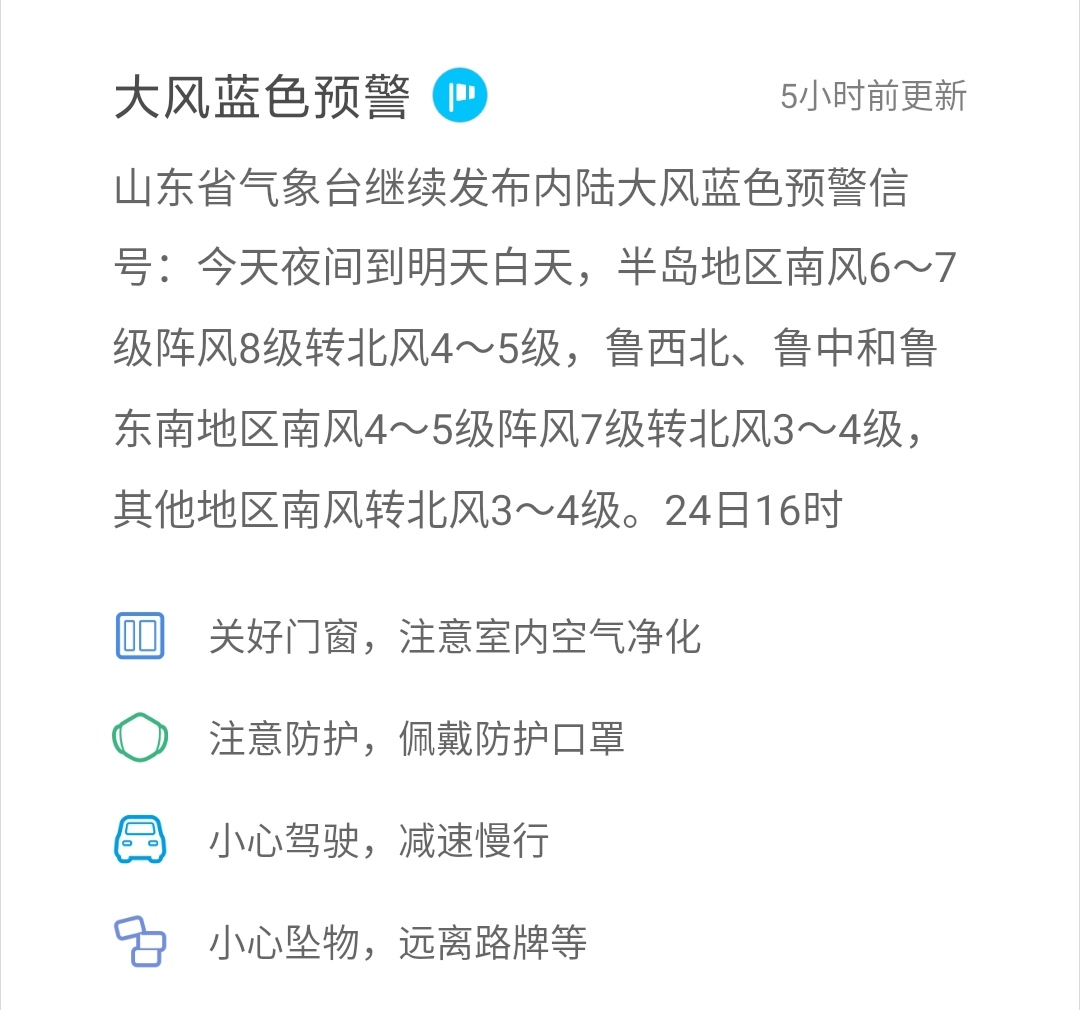 大风蓝色预警
5小时前更新
山东省气象台继续发布内陆大风蓝色预警信
号：今天夜间到明天白天，半岛地区南风6～7
级阵风8级转北风4～5级，鲁西北、鲁中和鲁
东南地区南风4～5级阵风7级转北风3～4级，
其他地区南风转北风3～4级。24日16时
关好门窗，注意室内空气净化
注意防护，佩戴防护口罩
小心驾驶，减速慢行
小心坠物，远离路牌等